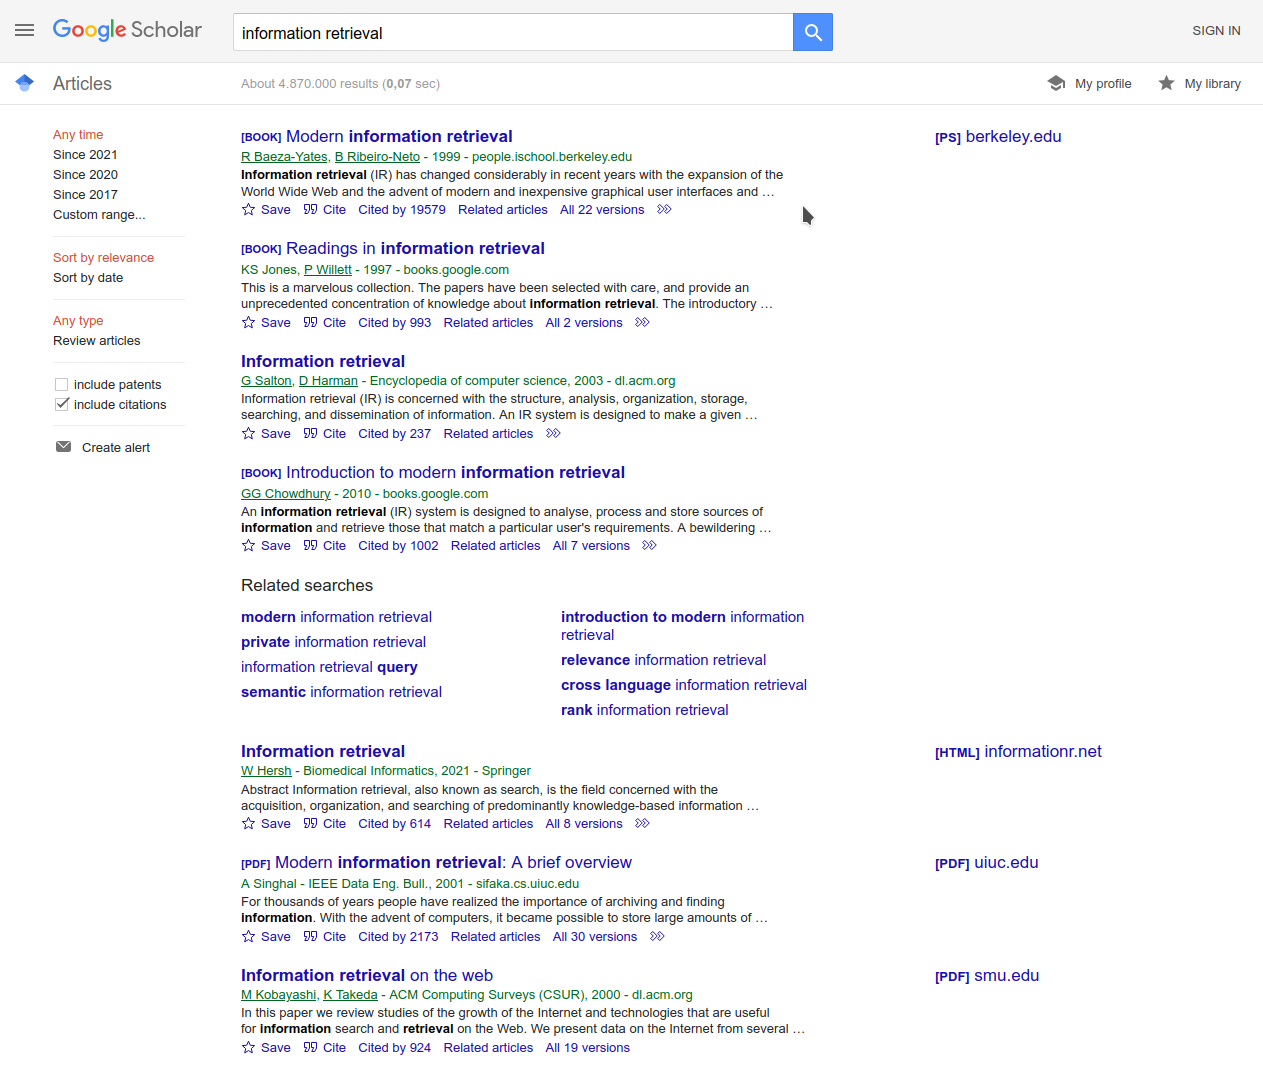 Google Scholar
information retrieval
SIGN IN
Articles
About 4.870.000 results (0,07 sec)
My profile
My library
Any time
Since 2021
Since 2020
Since 2017
Custom range...
Sort by relevance
Sort by date
Any type
Review articles
include patents
include citations
Create alert
[BOOK] Modern information retrieval
R Baeza-Yates, B Ribeiro-Neto - 1999 - people.ischool.berkeley.edu
Information retrieval (IR) has changed considerably in recent years with the expansion of the
World Wide Web and the advent of modern and inexpensive graphical user interfaces and …
Save Cite Cited by 19579 Related articles All 22 versions
[PS] berkeley.edu
[BOOK] Readings in information retrieval
KS Jones, P Willett - 1997 - books.google.com
This is a marvelous collection. The papers have been selected with care, and provide an
unprecedented concentration of knowledge about information retrieval. The introductory …
Save Cite Cited by 993 Related articles All 2 versions
Information retrieval
G Salton, D Harman - Encyclopedia of computer science, 2003 - dl.acm.org
Information retrieval (IR) is concerned with the structure, analysis, organization, storage,
searching, and dissemination of information. An IR system is designed to make a given …
Save Cite Cited by 237 Related articles
[BOOK] Introduction to modern information retrieval
GG Chowdhury - 2010 - books.google.com
An information retrieval (IR) system is designed to analyse, process and store sources of
information and retrieve those that match a particular user's requirements. A bewildering …
Save Cite Cited by 1002 Related articles All 7 versions
Related searches
modern information retrieval
private information retrieval
information retrieval query
semantic information retrieval
introduction to modern information
retrieval
relevance information retrieval
cross language information retrieval
rank information retrieval
Information retrieval
W Hersh - Biomedical Informatics, 2021 - Springer
Abstract Information retrieval, also known as search, is the field concerned with the
acquisition, organization, and searching of predominantly knowledge-based information …
Save Cite Cited by 614 Related articles All 8 versions
[HTML] informationr.net
[PDF] Modern information retrieval: A brief overview
A Singhal - IEEE Data Eng. Bull., 2001 - sifaka.cs.uiuc.edu
For thousands of years people have realized the importance of archiving and finding
information. With the advent of computers, it became possible to store large amounts of …
Save Cite Cited by 2173 Related articles All 30 versions
[PDF] uiuc.edu
Information retrieval on the web
M Kobayashi, K Takeda - ACM Computing Surveys (CSUR), 2000 - dl.acm.org
In this paper we review studies of the growth of the Internet and technologies that are useful
for information search and retrieval on the Web. We present data on the Internet from several …
Save Cite Cited by 924 Related articles All 19 versions
[PDF] smu.edu